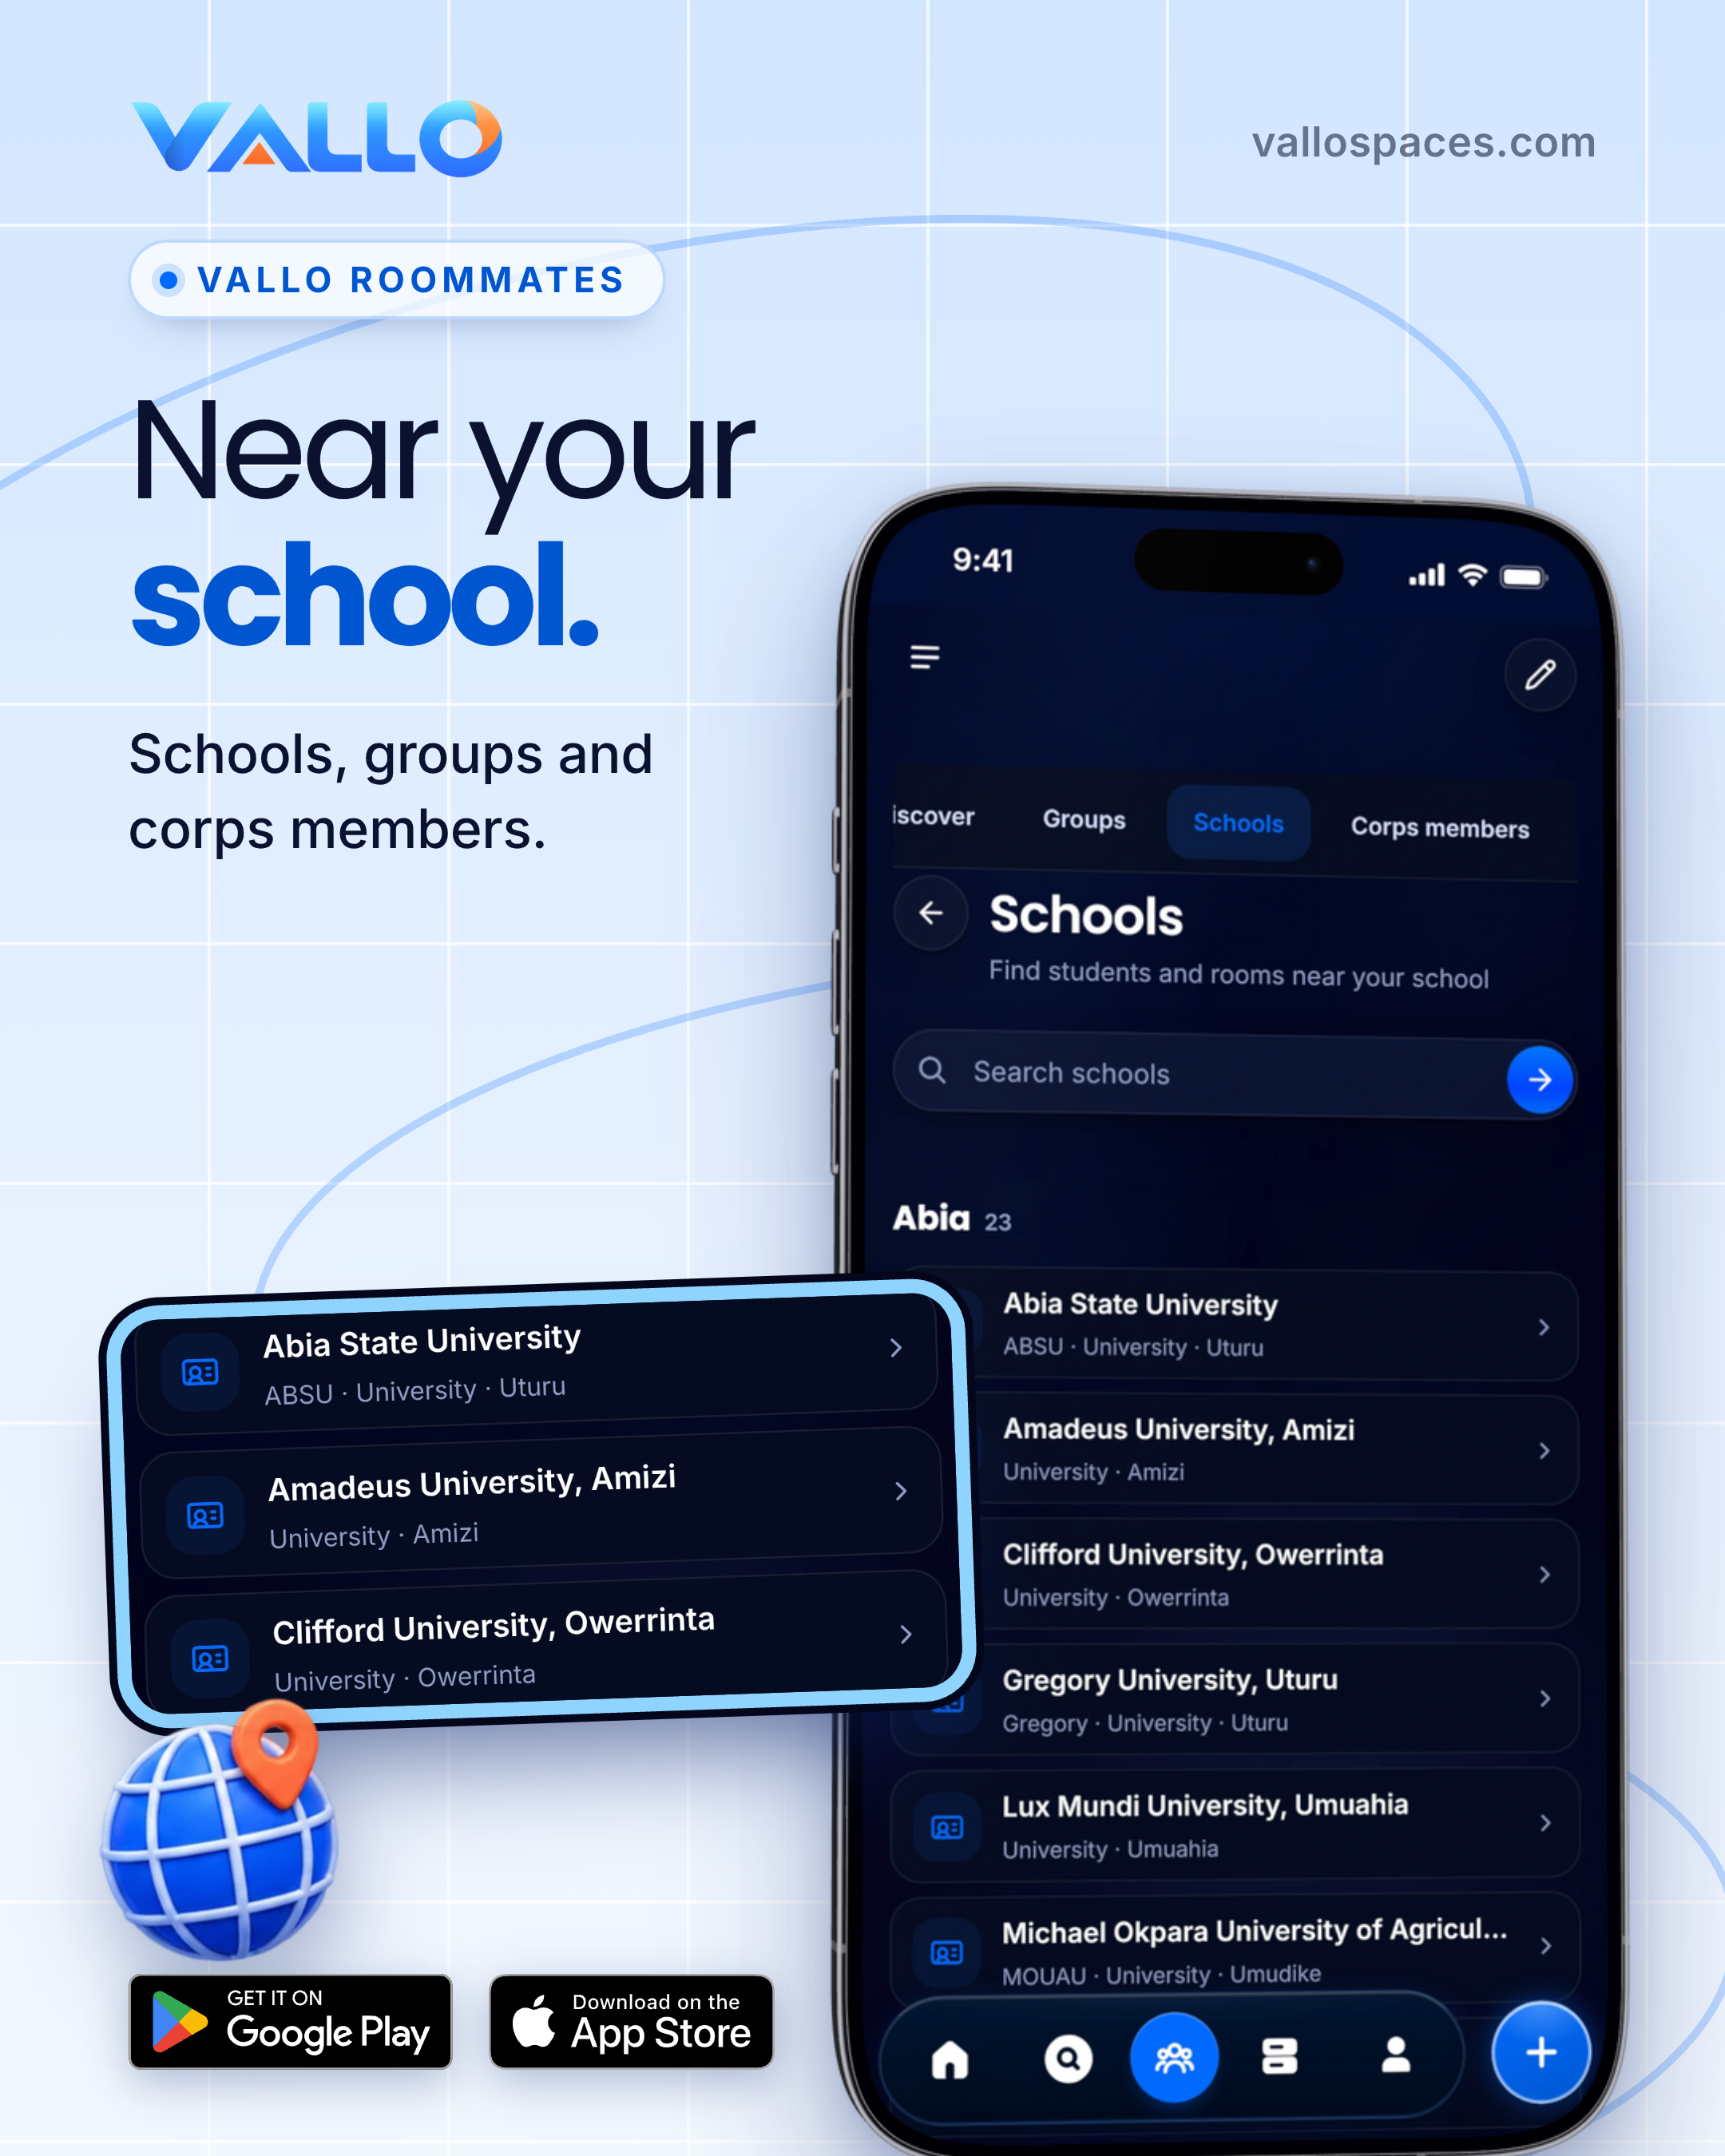 VALLO
vallospaces.com
VALLO ROOMMATES
Near your
school.
Schools, groups and
corps members.
9:41
iscover Groups Schools Corps members
Schools
Find students and rooms near your school
Search schools
Abia 23
Abia State University
ABSU · University · Uturu
Amadeus University, Amizi
University · Amizi
Clifford University, Owerrinta
University · Owerrinta
Gregory University, Uturu
Gregory · University · Uturu
Lux Mundi University, Umuahia
University · Umuahia
Michael Okpara University of Agricul...
MOUAU · University · Umudike
Abia State University
ABSU · University · Uturu
Amadeus University, Amizi
University · Amizi
Clifford University, Owerrinta
University · Owerrinta
GET IT ON
Google Play
Download on the
App Store